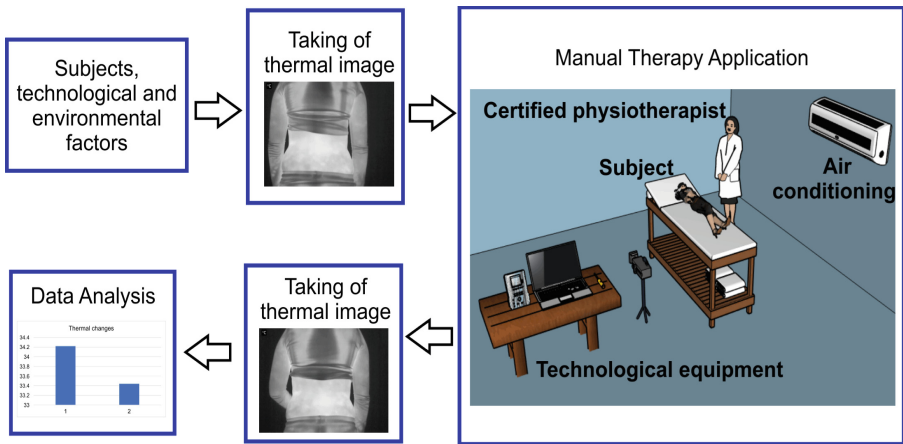 Subjects,
technological and
environmental
factors
Taking of
thermal image
°C
Manual Therapy Application
Certified physiotherapist
Subject
Air
conditioning
Technological equipment
Taking of
thermal image
°C
Data Analysis
Thermal changes
34.4
34.2
34
33.8
33.6
33.4
33.2
33
1
2